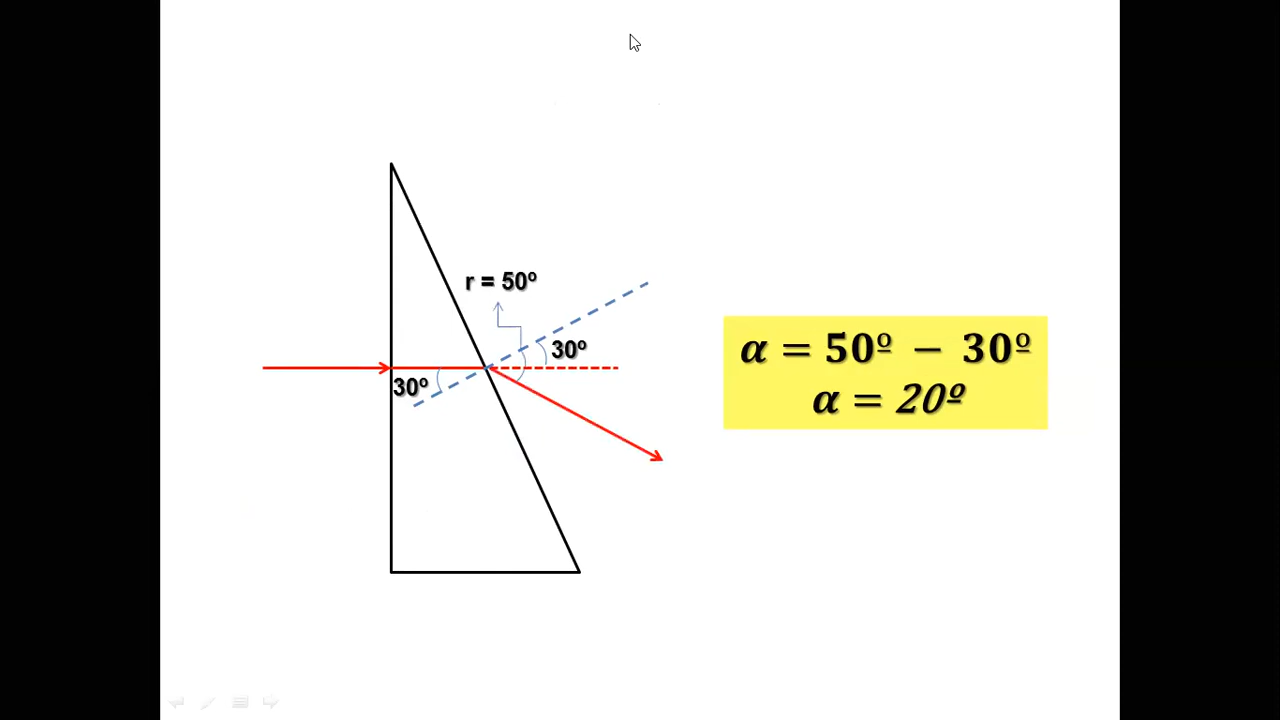 r = 50º
30º
30º
α = 50º − 30º
α = 20º